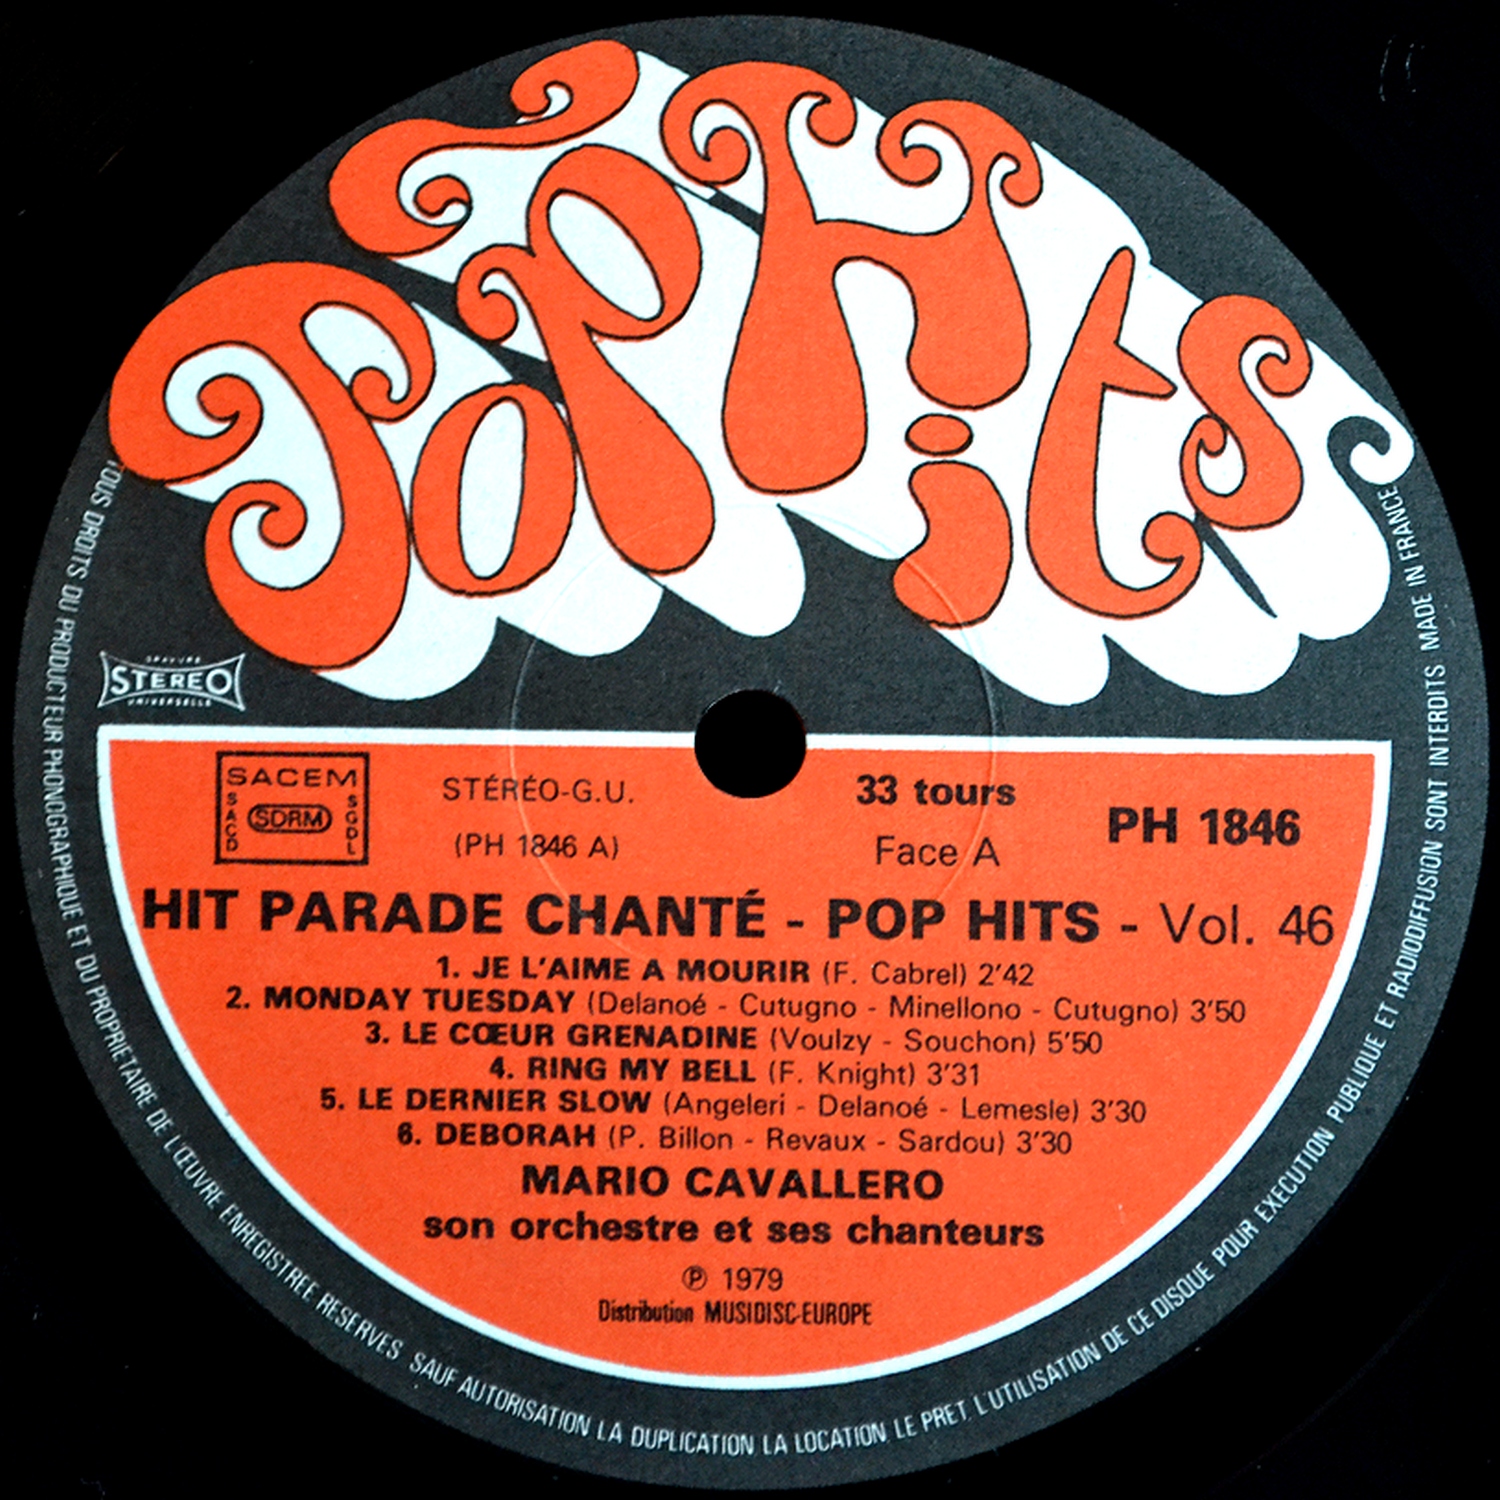 Pop Hits
GRAVURE
STEREO
UNIVERSELLE
SACEM
SACD
SDRM
SGDL
STÉRÉO-G.U.
(PH 1846 A)
33 tours
Face A
PH 1846
HIT PARADE CHANTÉ - POP HITS - Vol. 46
1. JE L'AIME A MOURIR (F. Cabrel) 2'42
2. MONDAY TUESDAY (Delanoé - Cutugno - Minellono - Cutugno) 3'50
3. LE CŒUR GRENADINE (Voulzy - Souchon) 5'50
4. RING MY BELL (F. Knight) 3'31
5. LE DERNIER SLOW (Angeleri - Delanoé - Lemesle) 3'30
6. DEBORAH (P. Billon - Revaux - Sardou) 3'30
MARIO CAVALLERO
son orchestre et ses chanteurs
℗ 1979
Distribution MUSIDISC-EUROPE
TOUS DROITS DU PRODUCTEUR PHONOGRAPHIQUE ET DU PROPRIETAIRE DE L'ŒUVRE ENREGISTREE RESERVES SAUF AUTORISATION LA DUPLICATION LA LOCATION LE PRET L'UTILISATION DE CE DISQUE POUR EXECUTION PUBLIQUE ET RADIODIFFUSION SONT INTERDITS MADE IN FRANCE